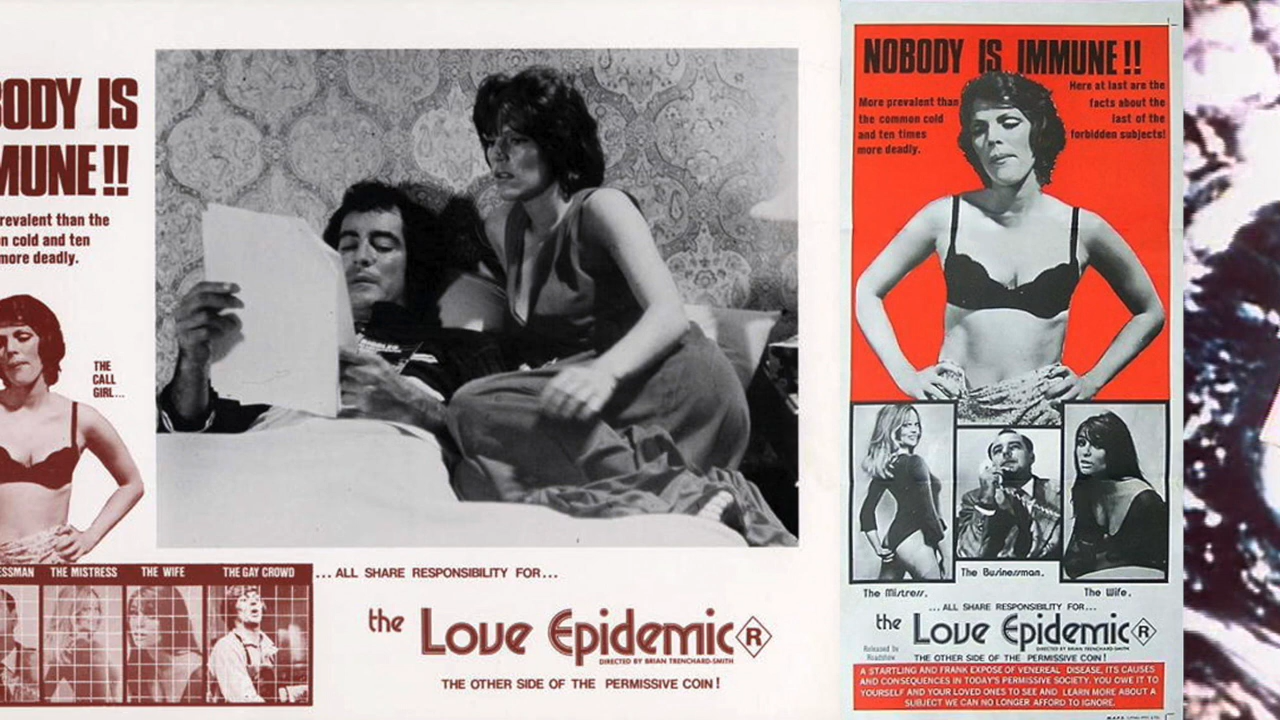 BODY IS
MUNE!!
revalent than the
n cold and ten
more deadly.
THE
CALL
GIRL...
ESSMAN
THE MISTRESS
THE WIFE
THE GAY CROWD
...ALL SHARE RESPONSIBILITY FOR...
the Love Epidemic R
DIRECTED BY BRIAN TRENCHARD-SMITH
THE OTHER SIDE OF THE PERMISSIVE COIN!
NOBODY IS IMMUNE!!
More prevalent than
the common cold
and ten times
more deadly.
Here at last are the
facts about the
last of the
forbidden subjects!
The Mistress.
The Businessman.
The Wife.
...ALL SHARE RESPONSIBILITY FOR...
the Love Epidemic R
DIRECTED BY BRIAN TRENCHARD-SMITH
Released by
Roadshow
THE OTHER SIDE OF THE PERMISSIVE COIN!
A STARTLING AND FRANK EXPOSE OF VENEREAL DISEASE, ITS CAUSES
AND CONSEQUENCES IN TODAY'S PERMISSIVE SOCIETY. YOU OWE IT TO
YOURSELF AND YOUR LOVED ONES TO SEE AND LEARN MORE ABOUT A
SUBJECT WE CAN NO LONGER AFFORD TO IGNORE.